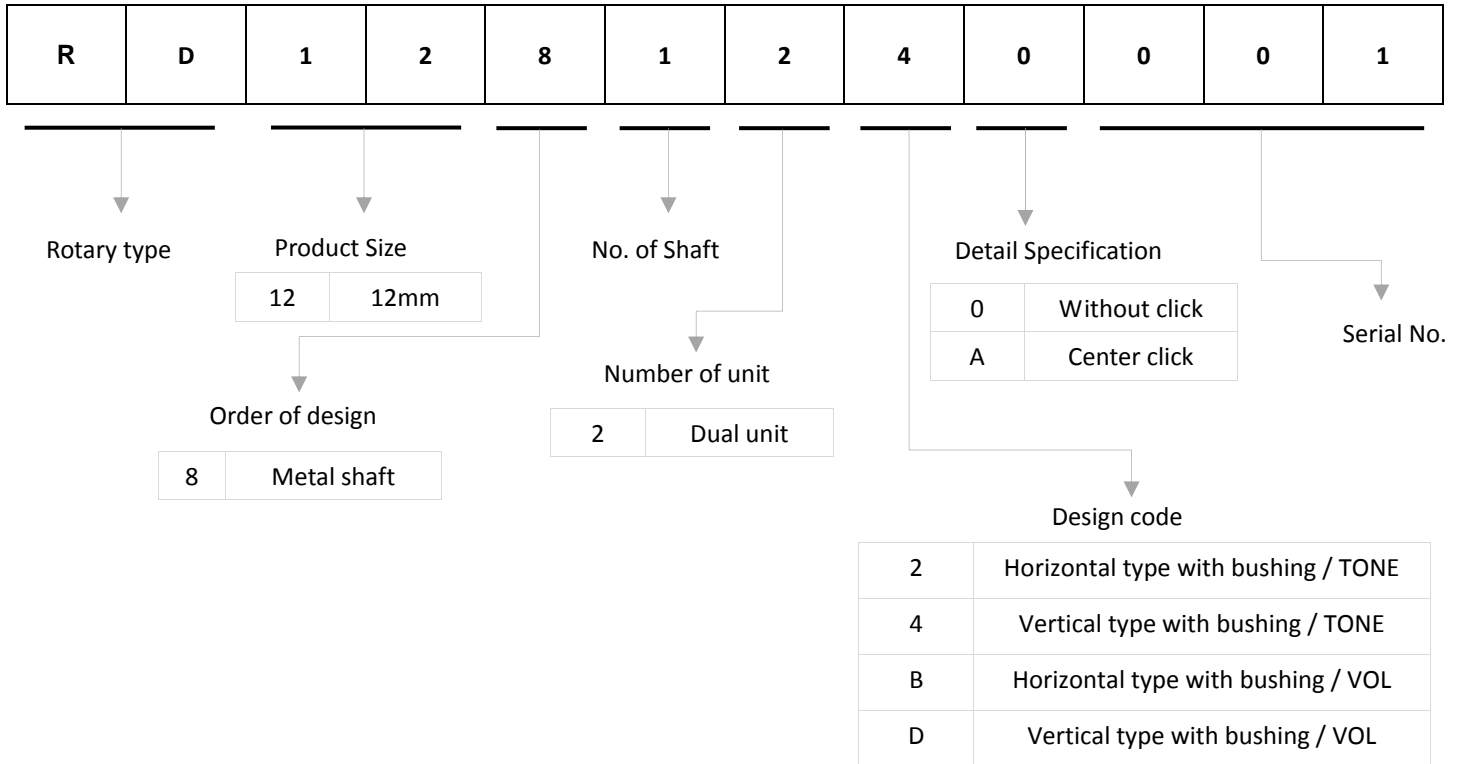 R D 1 2 8 1 2 4 0 0 0 1
Rotary type
Product Size
12 12mm
No. of Shaft
Detail Specification
0 Without click
A Center click
Serial No.
Order of design
8 Metal shaft
Number of unit
2 Dual unit
Design code
2 Horizontal type with bushing / TONE
4 Vertical type with bushing / TONE
B Horizontal type with bushing / VOL
D Vertical type with bushing / VOL